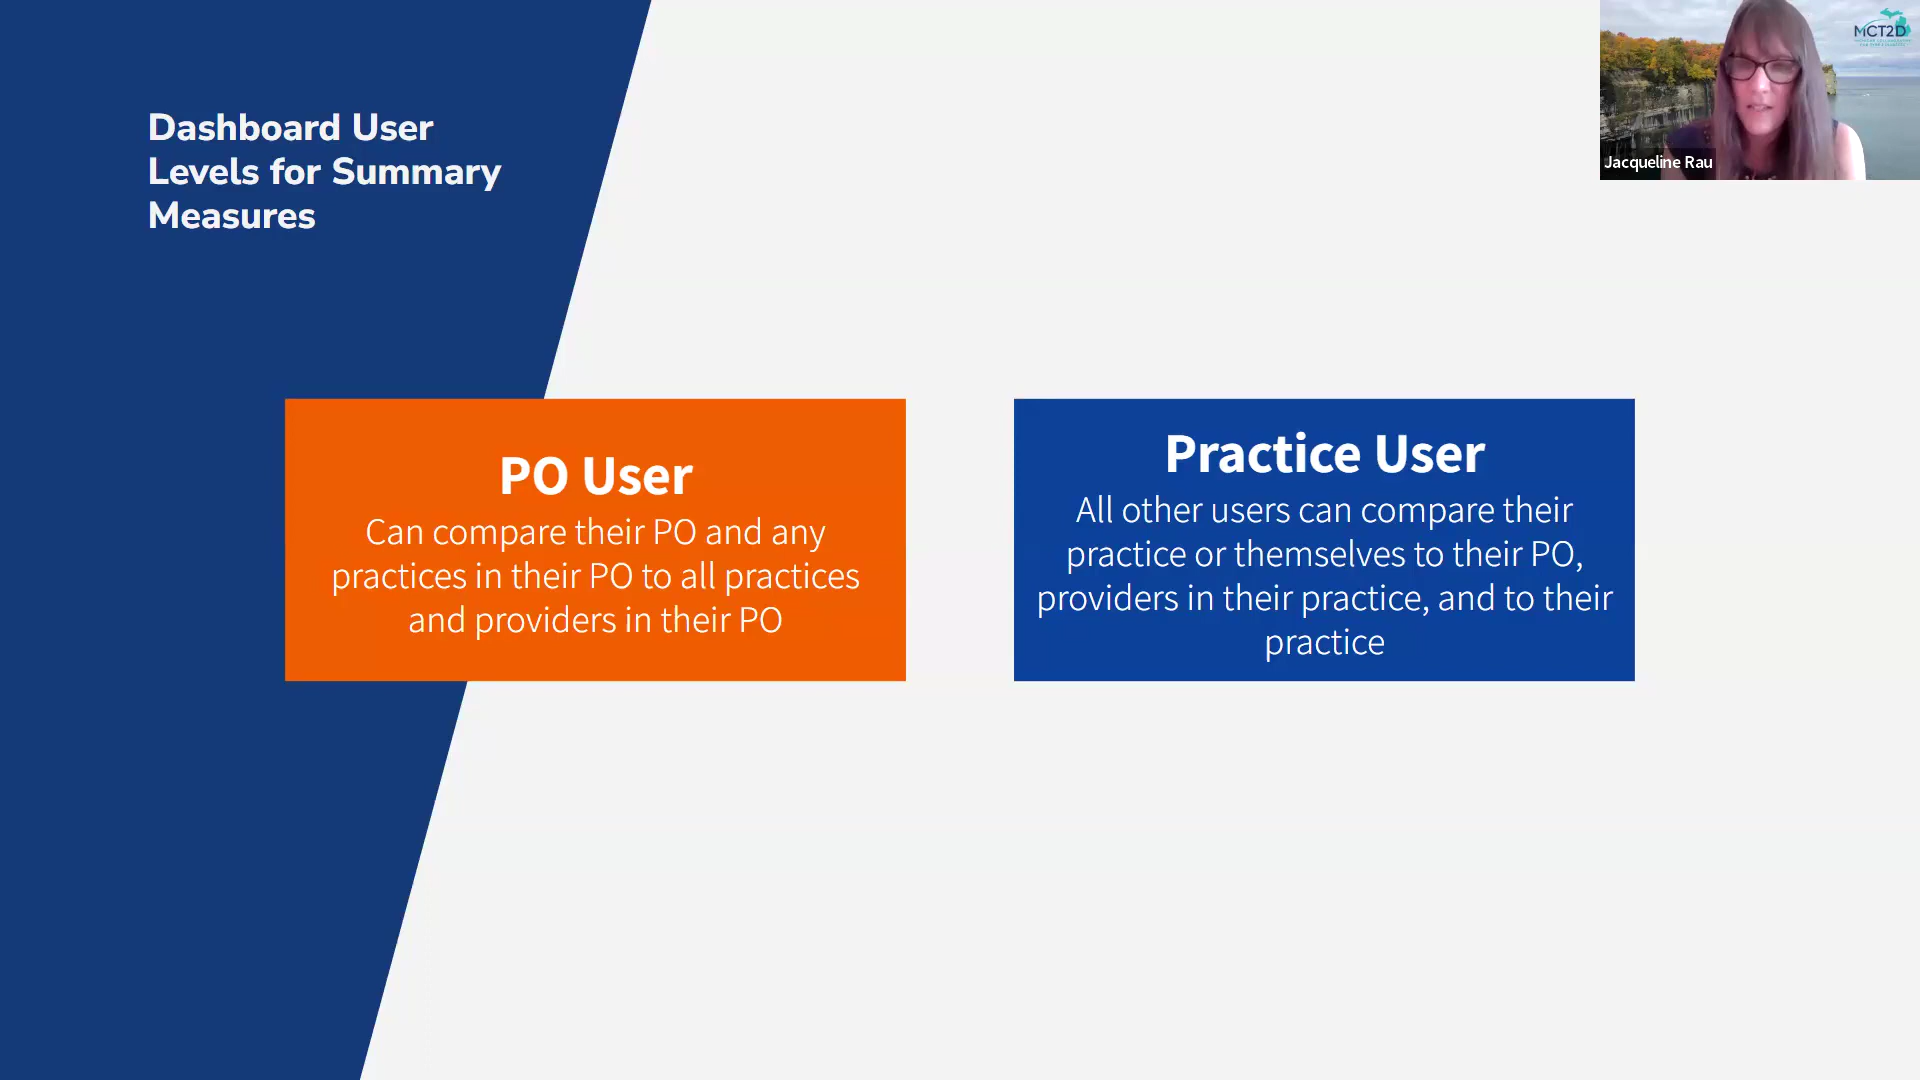 Dashboard User
Levels for Summary
Measures
MCT2D
Jacqueline Rau
PO User
Can compare their PO and any
practices in their PO to all practices
and providers in their PO
Practice User
All other users can compare their
practice or themselves to their PO,
providers in their practice, and to their
practice